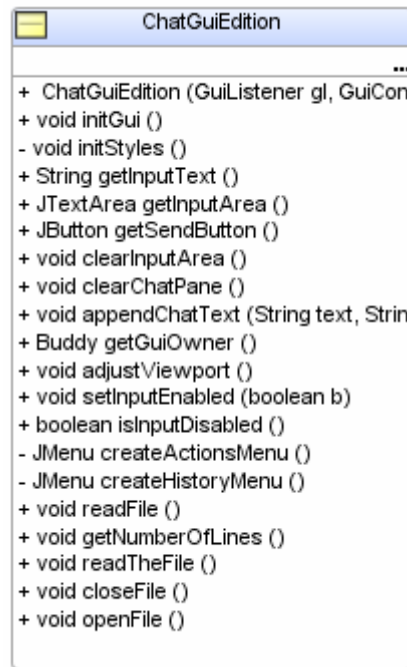 ChatGuiEdition
...
+ ChatGuiEdition (GuiListener gl, GuiCon
+ void initGui ()
- void initStyles ()
+ String getInputText ()
+ JTextArea getInputArea ()
+ JButton getSendButton ()
+ void clearInputArea ()
+ void clearChatPane ()
+ void appendChatText (String text, Strin
+ Buddy getGuiOwner ()
+ void adjustViewport ()
+ void setInputEnabled (boolean b)
+ boolean isInputDisabled ()
- JMenu createActionsMenu ()
- JMenu createHistoryMenu ()
+ void readFile ()
+ void getNumberOfLines ()
+ void readTheFile ()
+ void closeFile ()
+ void openFile ()